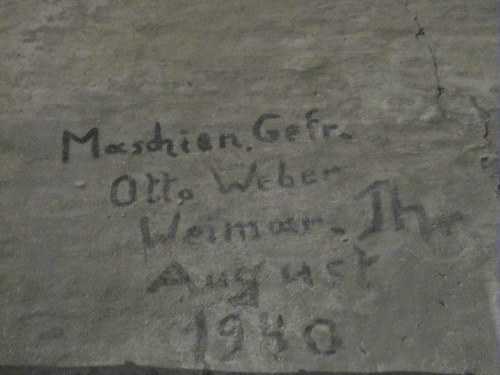 Maschien. Gefr.
Otto Weber
Weimar. Thr
August
1940